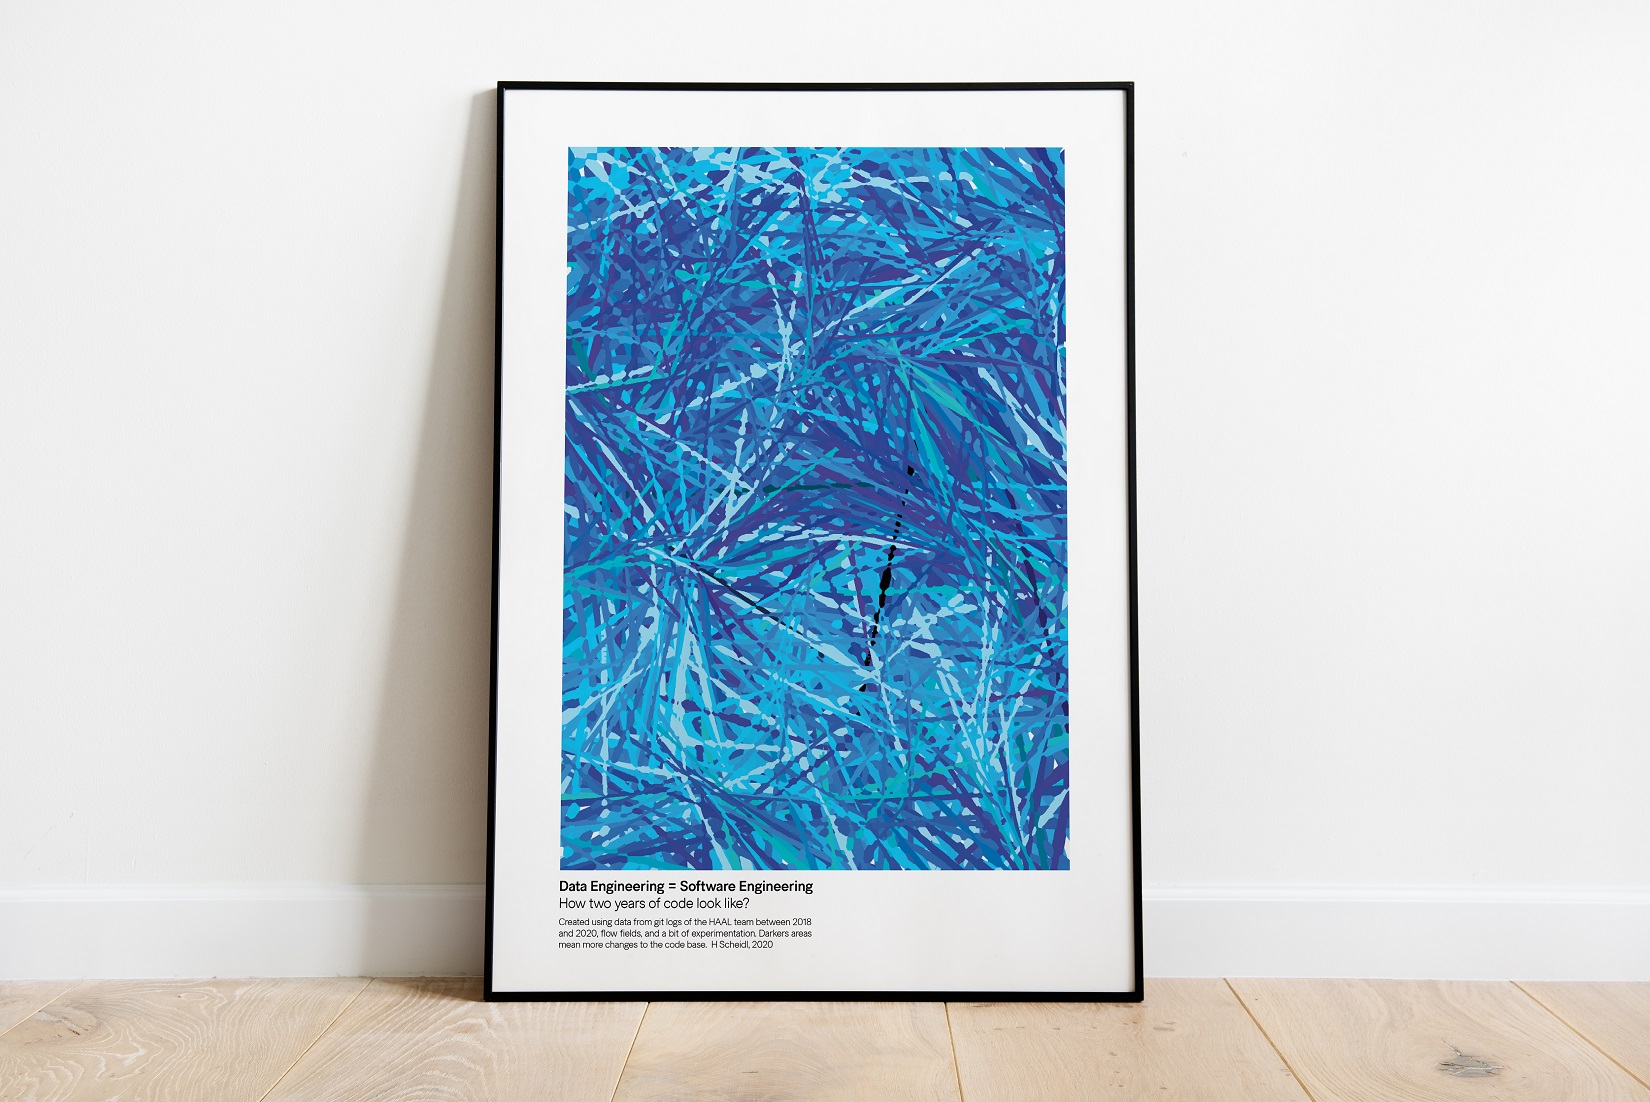 Data Engineering = Software Engineering
How two years of code look like?
Created using data from git logs of the HAAL team between 2018
and 2020, flow fields, and a bit of experimentation. Darkers areas
mean more changes to the code base.  H Scheidl, 2020